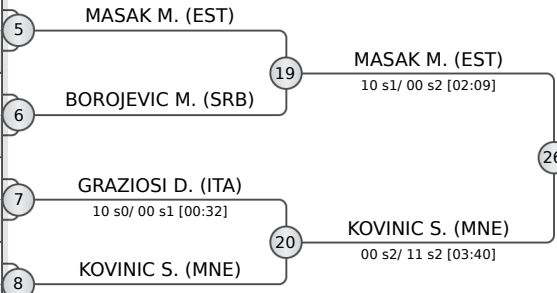 MASAK M. (EST)
5
19
MASAK M. (EST)
10 s1/ 00 s2 [02:09]
BOROJEVIC M. (SRB)
6
26
GRAZIOSI D. (ITA)
7
10 s0/ 00 s1 [00:32]
20
KOVINIC S. (MNE)
00 s2/ 11 s2 [03:40]
KOVINIC S. (MNE)
8